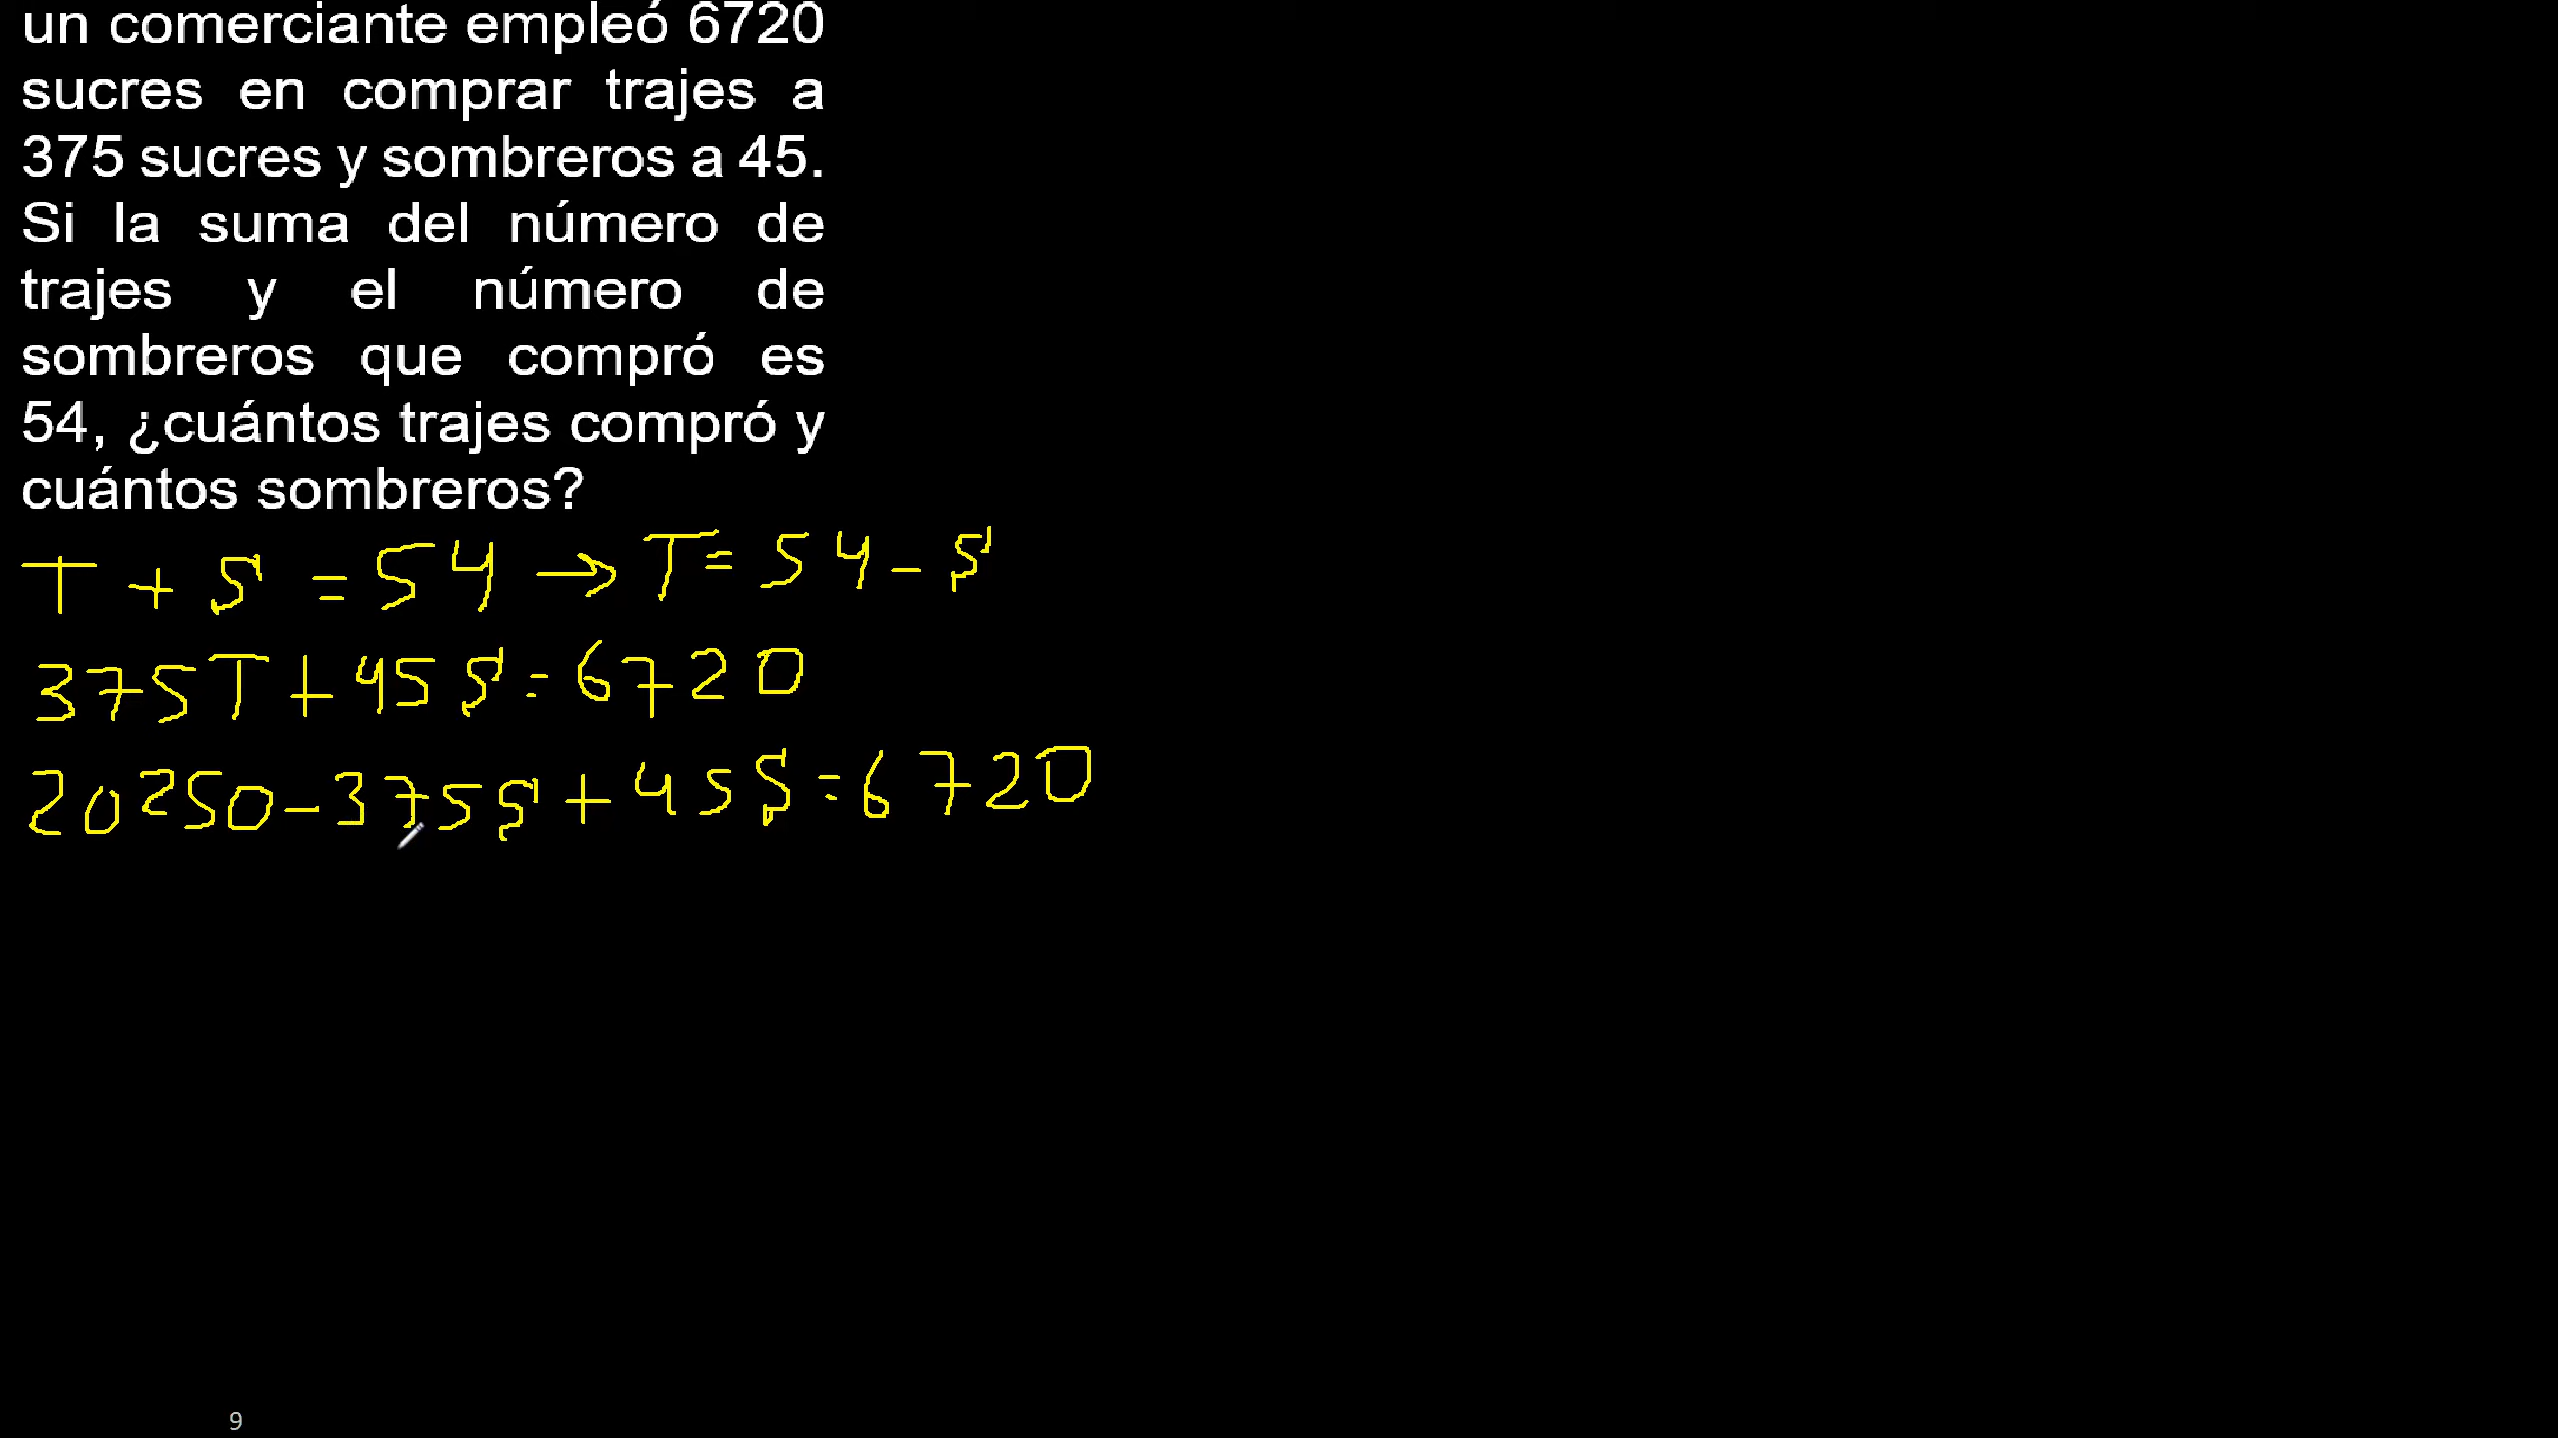 un comerciante empleó 6720
sucres en comprar trajes a
375 sucres y sombreros a 45.
Si la suma del número de
trajes y el número de
sombreros que compró es
54, ¿cuántos trajes compró y
cuántos sombreros?
T + S = 54 → T = 54 - S
375T + 45S = 6720
20250 - 375S + 45S = 6720
9